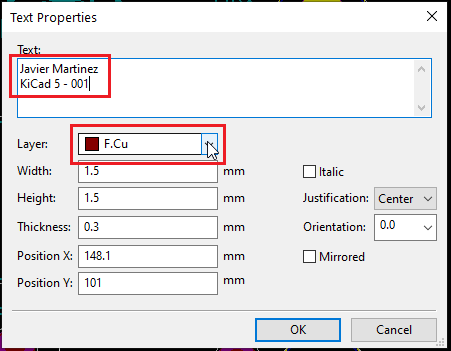 Text Properties
Text:
Javier Martinez
KiCad 5 - 001
Layer: F.Cu
Width: 1.5 mm Italic
Height: 1.5 mm Justification: Center
Thickness: 0.3 mm Orientation: 0.0
Position X: 148.1 mm Mirrored
Position Y: 101 mm
OK Cancel